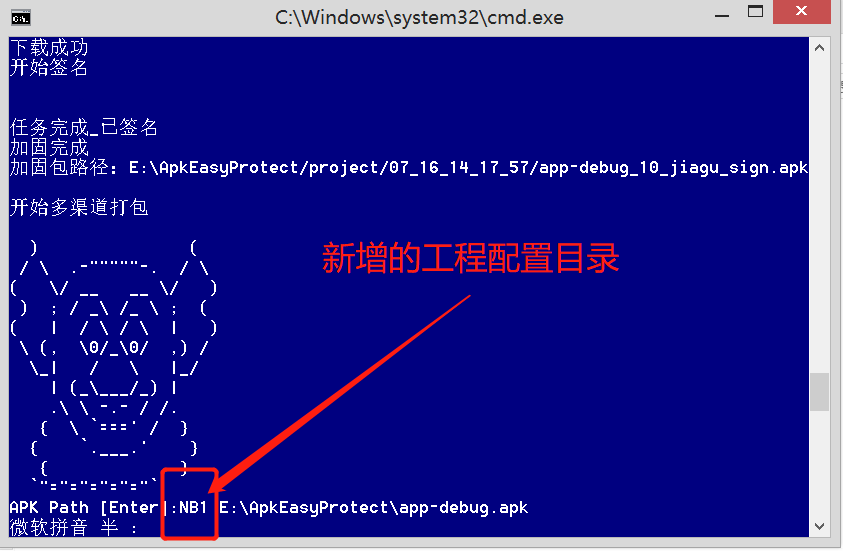 C:\Windows\system32\cmd.exe
下载成功
开始签名
任务完成_已签名
加固完成
加固包路径: E:\ApkEasyProtect/project/07_16_14_17_57/app-debug_10_jiagu_sign.apk
开始多渠道打包
新增的工程配置目录
APK Path [Enter]:NB1 E:\ApkEasyProtect\app-debug.apk
微软拼音 半 :